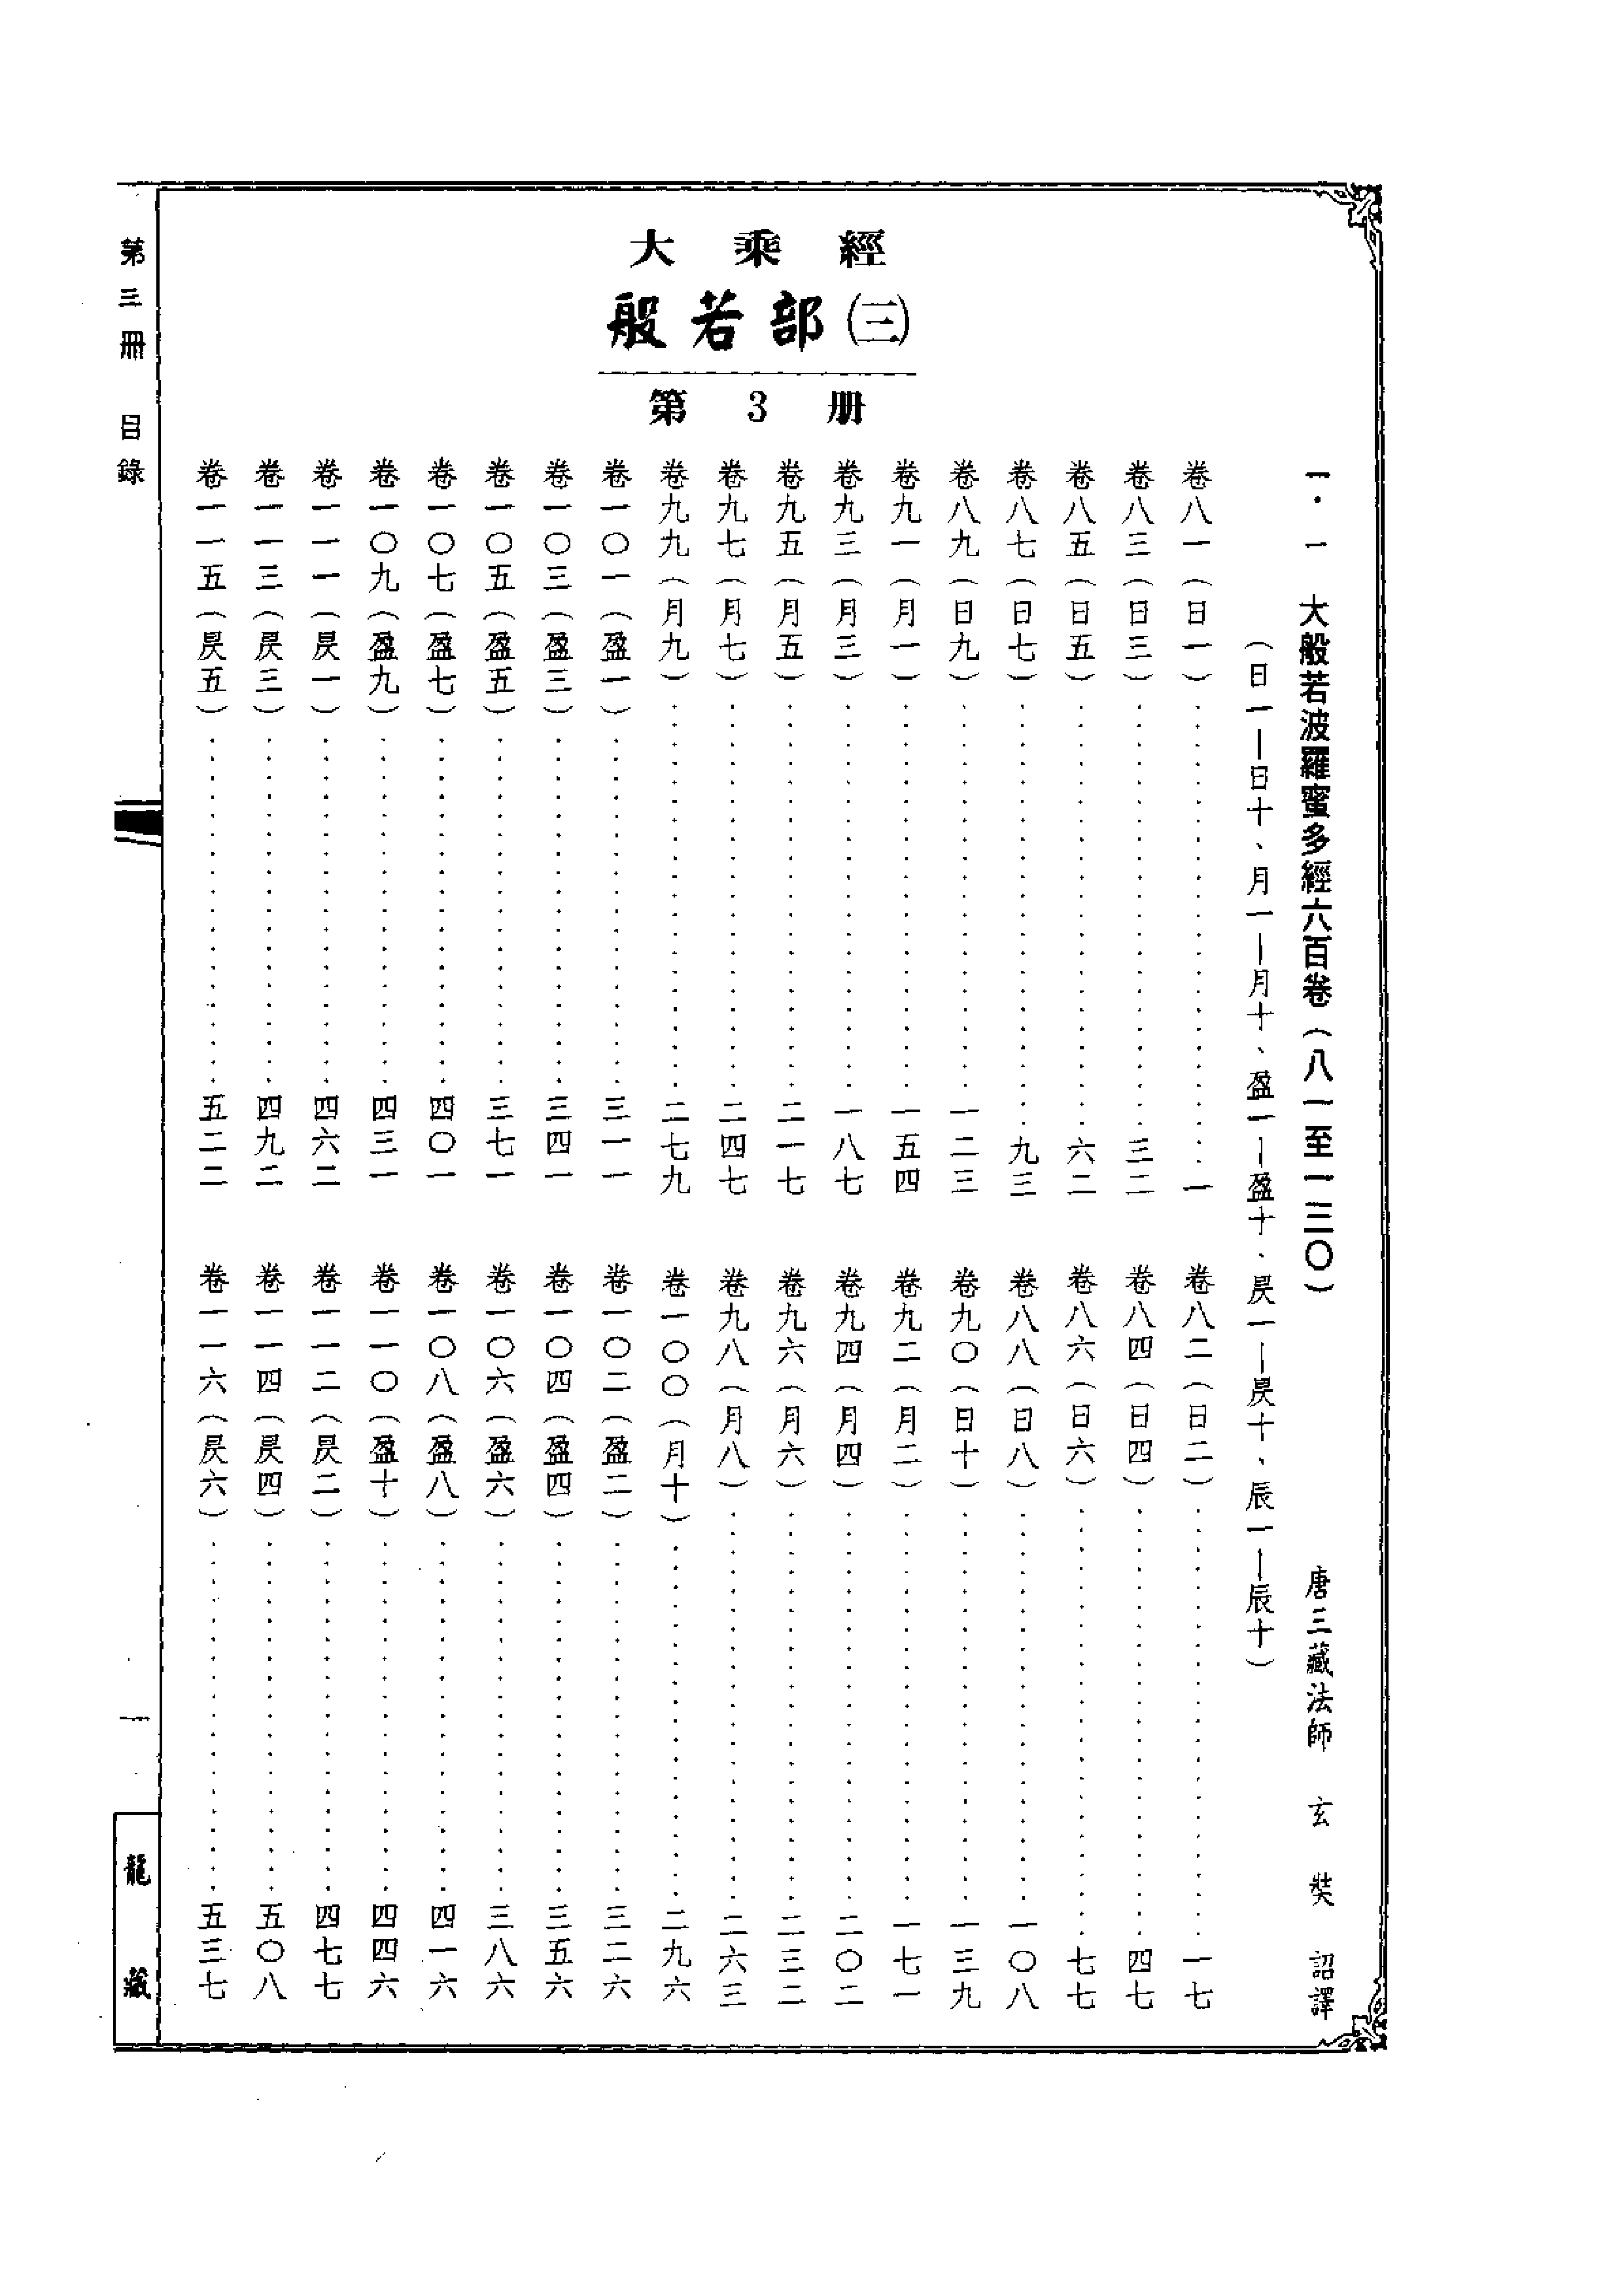 大乘經
般若部㈢
第3册
一·一 大般若波羅蜜多經六百卷（八一至一三〇） 唐三藏法師 玄奘 詔譯
（日一—日十、月一—月十、盈一—盈十、昃一—昃十、辰一—辰十）
卷八一（日一）……一
卷八二（日二）……一七
卷八三（日三）……三二
卷八四（日四）……四七
卷八五（日五）……六二
卷八六（日六）……七七
卷八七（日七）……九三
卷八八（日八）……一〇八
卷八九（日九）……一二三
卷九〇（日十）……一三九
卷九一（月一）……一五四
卷九二（月二）……一七一
卷九三（月三）……一八七
卷九四（月四）……二〇二
卷九五（月五）……二一七
卷九六（月六）……二三二
卷九七（月七）……二四七
卷九八（月八）……二六三
卷九九（月九）……二七九
卷一〇〇（月十）……二九六
卷一〇一（盈一）……三一一
卷一〇二（盈二）……三二六
卷一〇三（盈三）……三四一
卷一〇四（盈四）……三五六
卷一〇五（盈五）……三七一
卷一〇六（盈六）……三八六
卷一〇七（盈七）……四〇一
卷一〇八（盈八）……四一六
卷一〇九（盈九）……四三一
卷一一〇（盈十）……四四六
卷一一一（昃一）……四六二
卷一一二（昃二）……四七七
卷一一三（昃三）……四九二
卷一一四（昃四）……五〇八
卷一一五（昃五）……五二二
卷一一六（昃六）……五三七
第三冊 目錄
一
龍藏